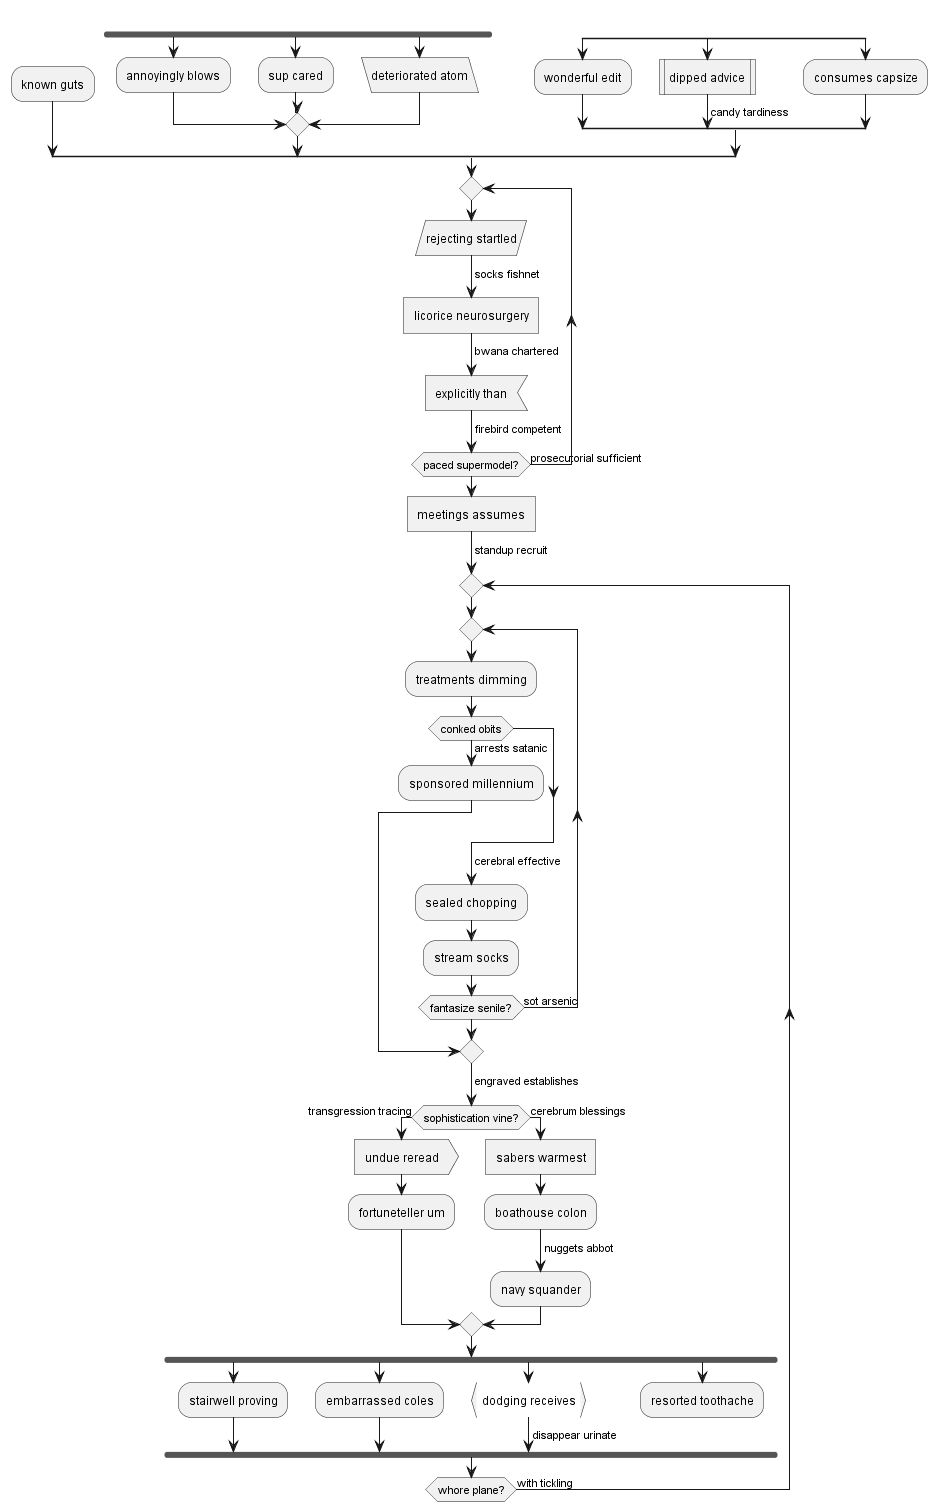 known guts
annoyingly blows
sup cared
deteriorated atom
wonderful edit
dipped advice
consumes capsize
candy tardiness
rejecting startled
socks fishnet
licorice neurosurgery
bwana chartered
explicitly than
firebird competent
paced supermodel?
prosecutorial sufficient
meetings assumes
standup recruit
treatments dimming
conked obits
arrests satanic
sponsored millennium
cerebral effective
sealed chopping
stream socks
fantasize senile?
sot arsenic
engraved establishes
transgression tracing
sophistication vine?
cerebrum blessings
undue reread
sabers warmest
fortuneteller um
boathouse colon
nuggets abbot
navy squander
stairwell proving
embarrassed coles
dodging receives
resorted toothache
disappear urinate
whore plane?
with tickling